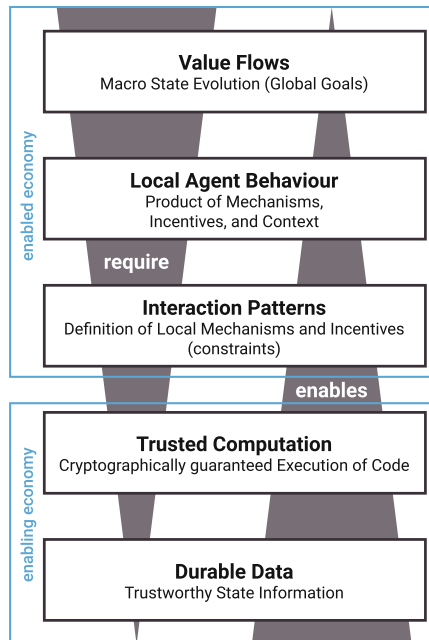 Value Flows
Macro State Evolution (Global Goals)
enabled economy
Local Agent Behaviour
Product of Mechanisms,
Incentives, and Context
require
Interaction Patterns
Definition of Local Mechanisms and Incentives
(constraints)
enables
enabling economy
Trusted Computation
Cryptographically guaranteed Execution of Code
Durable Data
Trustworthy State Information